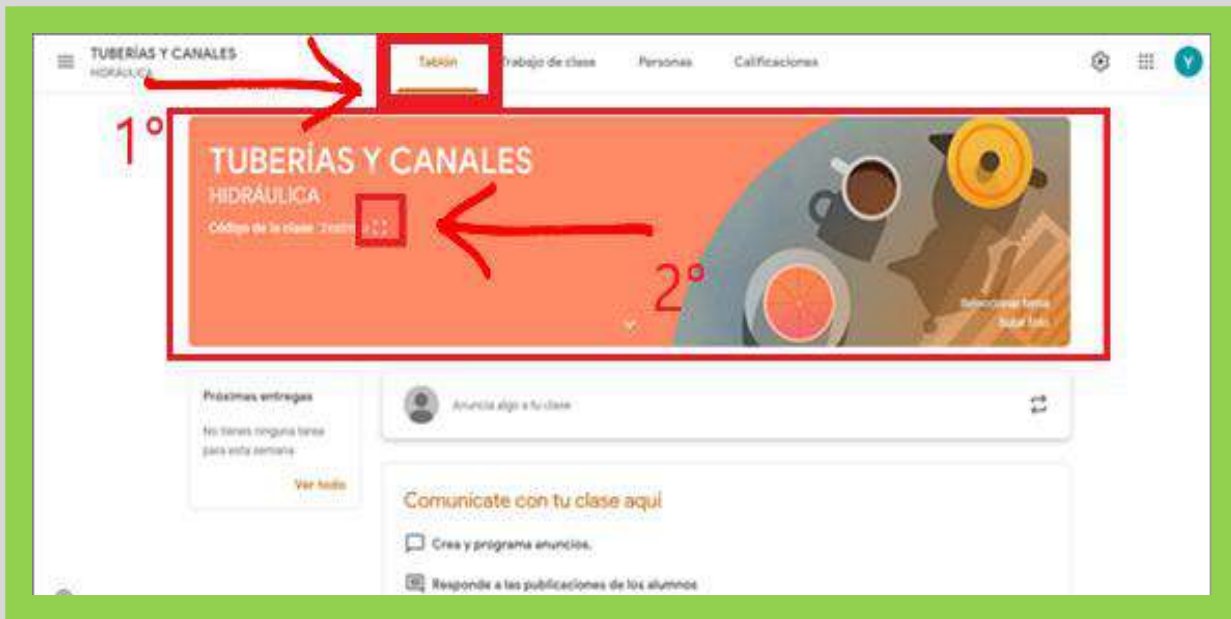 TUBERÍAS Y CANALES
HIDRÁULICA
Tablón
Trabajo de clase
Personas
Calificaciones
Y
1º
TUBERÍAS Y CANALES
HIDRÁULICA
Código de la clase
2º
Seleccionar tema
Subir foto
Próximas entregas
No tienes ninguna tarea
para esta semana
Ver todo
Anuncia algo a tu clase
Comunícate con tu clase aquí
Crea y programa anuncios.
Responde a las publicaciones de los alumnos